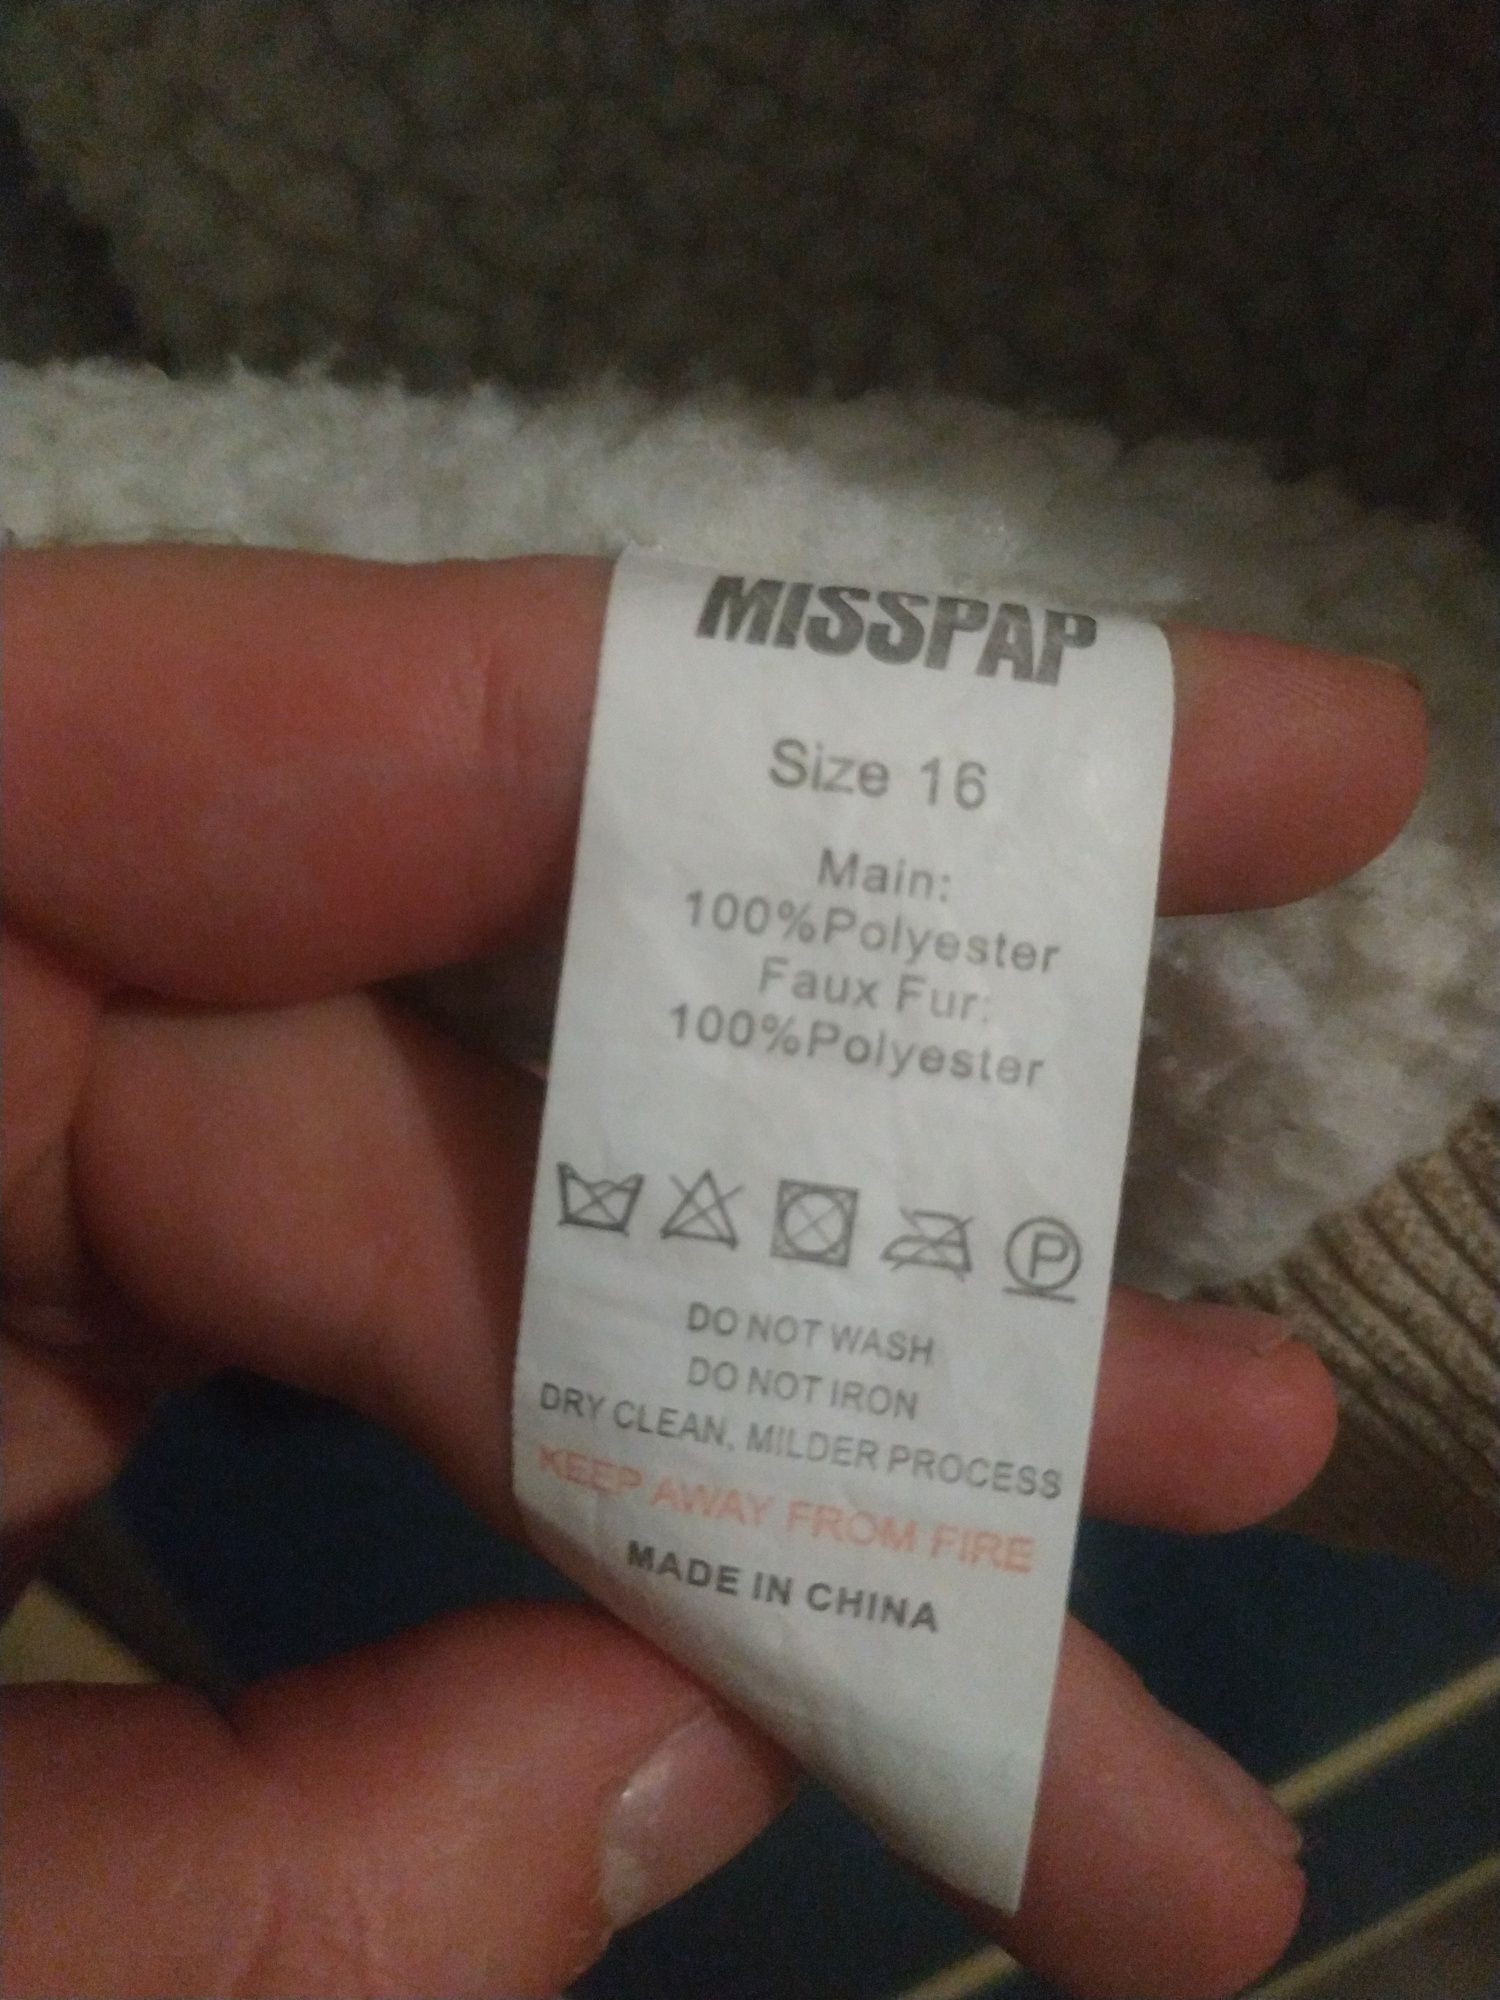 MISSPAP
Size 16
Main:
100%Polyester
Faux Fur:
100%Polyester
P
DO NOT WASH
DO NOT IRON
DRY CLEAN, MILDER PROCESS
KEEP AWAY FROM FIRE
MADE IN CHINA